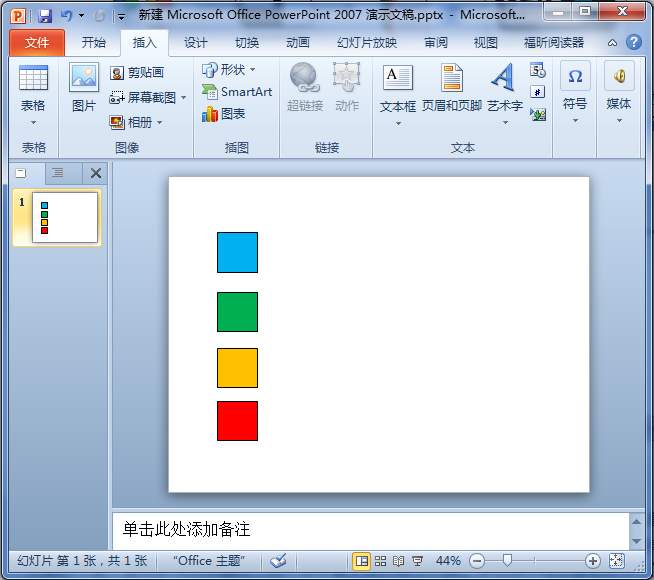 新建 Microsoft Office PowerPoint 2007 演示文稿.pptx - Microsoft...
文件 开始 插入 设计 切换 动画 幻灯片放映 审阅 视图 福昕阅读器
表格 图片 剪贴画 屏幕截图 相册 形状 SmartArt 图表 超链接 动作 文本框 页眉和页脚 艺术字 符号 媒体
表格 图像 插图 链接 文本
1
单击此处添加备注
幻灯片 第 1 张，共 1 张 "Office 主题" 44%